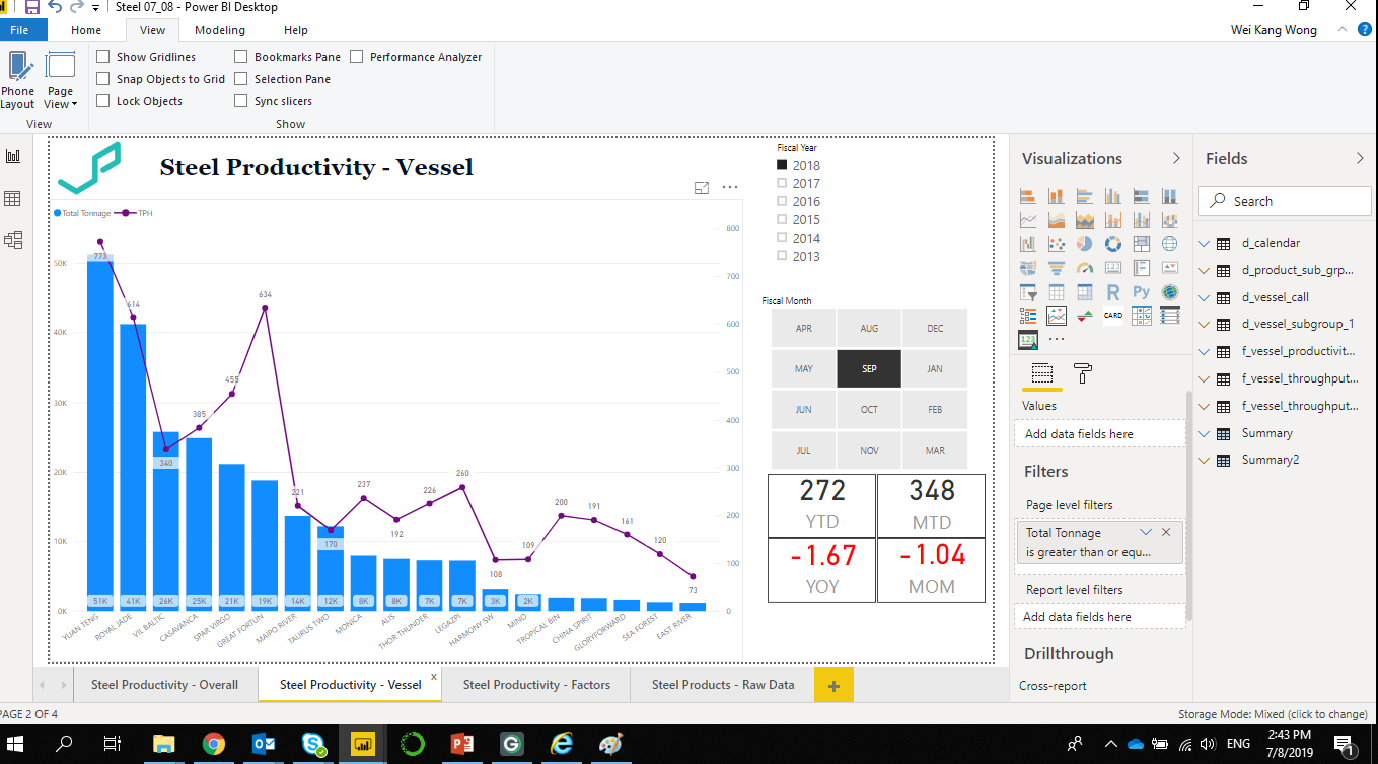 Steel 07_08 - Power BI Desktop
File Home View Modeling Help
Wei Kang Wong
Show Gridlines Bookmarks Pane Performance Analyzer
Snap Objects to Grid Selection Pane
Lock Objects Sync slicers
Phone Layout
Page View
View
Show
Steel Productivity - Vessel
Total Tonnage TPH
50K
40K
30K
20K
10K
0K
800
700
600
500
400
300
200
100
0
773
614
340
385
455
634
221
170
237
192
226
260
108
109
200
191
161
120
73
51K 41K 26K 25K 21K 19K 14K 12K 8K 8K 7K 7K 3K 2K
YUAN TENG
ROYAL JADE
VIL BALTIC
CASAVANCA
SPAR VIRGO
GREAT FORTUN
MAIPO RIVER
TAURUS TWO
MONICA
ALIS
THOR THUNDER
LEGAZPI
HARMONY SW
MINO
TROPICAL BIN
CHINA SPIRIT
GLORYFORWARD
SEA FOREST
EAST RIVER
Fiscal Year
2018
2017
2016
2015
2014
2013
Fiscal Month
APR AUG DEC
MAY SEP JAN
JUN OCT FEB
JUL NOV MAR
272 348
YTD MTD
-1.67 -1.04
YOY MOM
Visualizations
R Py
CARD
123
Values
Add data fields here
Filters
Page level filters
Total Tonnage
is greater than or equ...
Report level filters
Add data fields here
Drillthrough
Cross-report
Fields
Search
d_calendar
d_product_sub_grp...
d_vessel_call
d_vessel_subgroup_1
f_vessel_productivit...
f_vessel_throughput...
f_vessel_throughput...
Summary
Summary2
Steel Productivity - Overall Steel Productivity - Vessel x Steel Productivity - Factors Steel Products - Raw Data +
PAGE 2 OF 4
Storage Mode: Mixed (click to change)
ENG
2:43 PM
7/8/2019
1